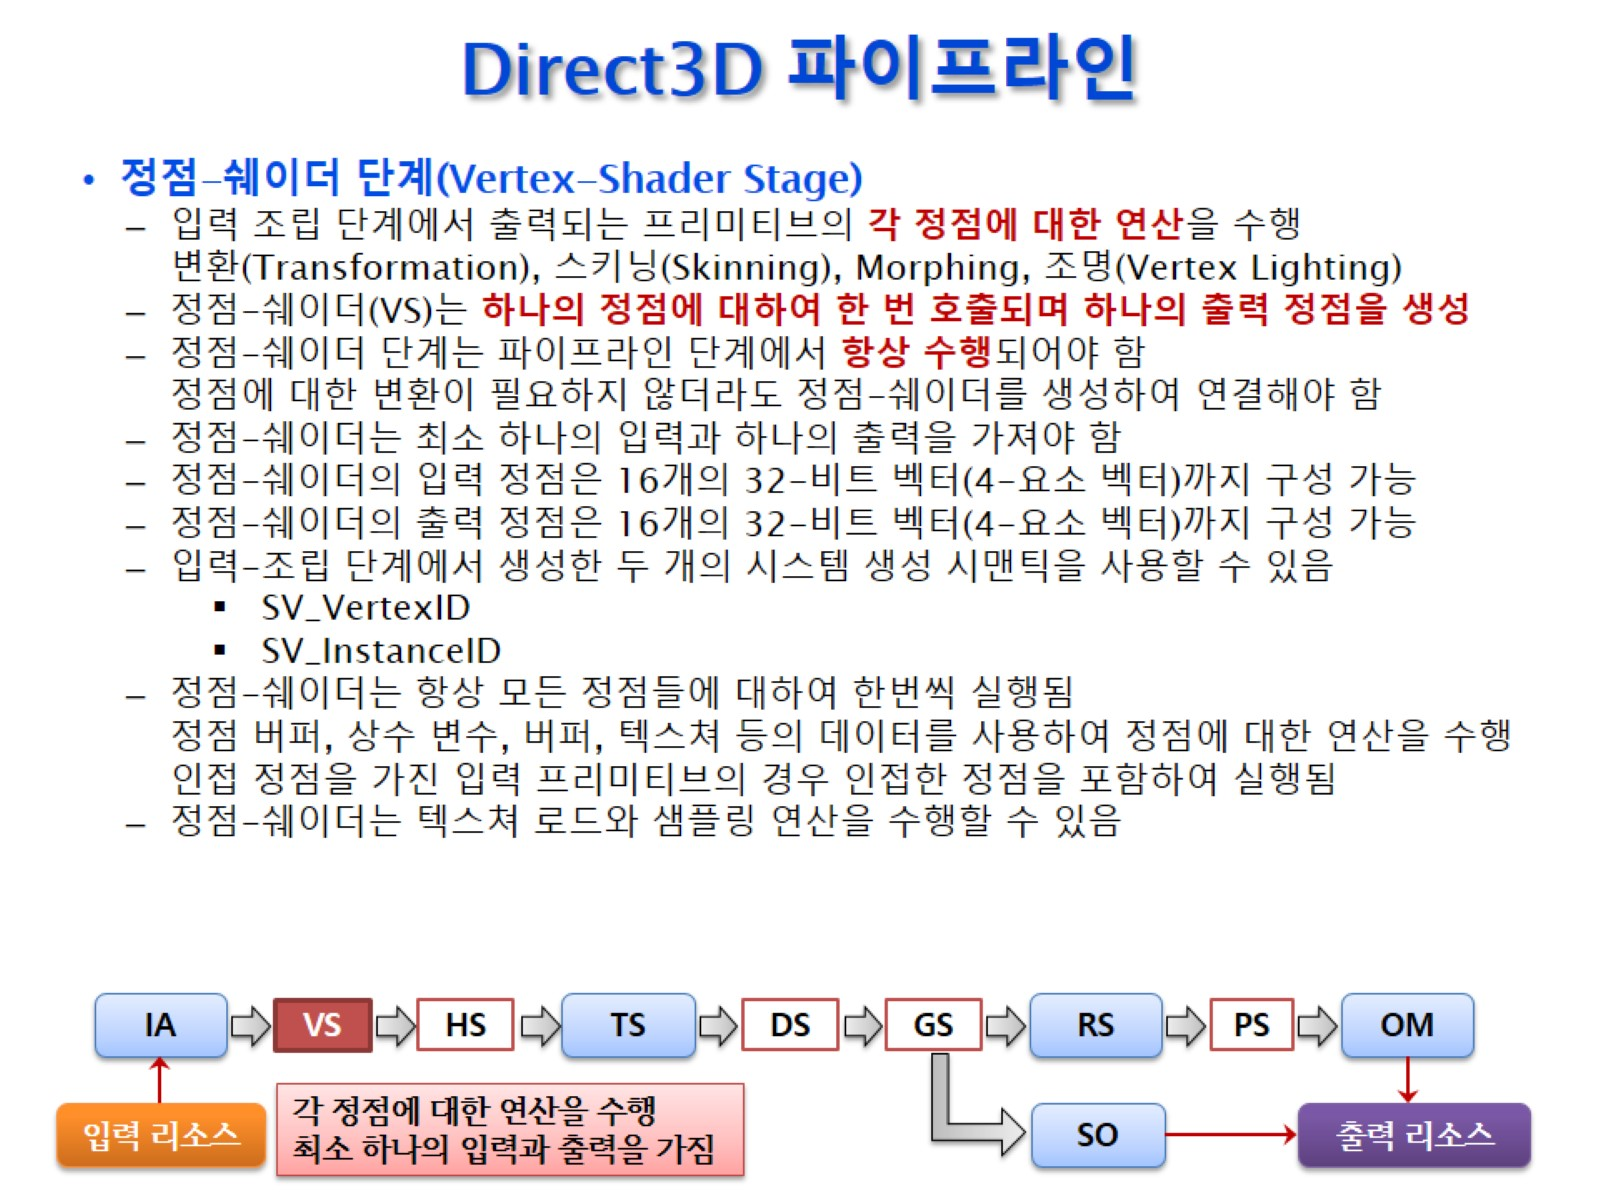 Direct3D 파이프라인
• 정점-쉐이더 단계(Vertex-Shader Stage)
– 입력 조립 단계에서 출력되는 프리미티브의 각 정점에 대한 연산을 수행
변환(Transformation), 스키닝(Skinning), Morphing, 조명(Vertex Lighting)
– 정점-쉐이더(VS)는 하나의 정점에 대하여 한 번 호출되며 하나의 출력 정점을 생성
– 정점-쉐이더 단계는 파이프라인 단계에서 항상 수행되어야 함
정점에 대한 변환이 필요하지 않더라도 정점-쉐이더를 생성하여 연결해야 함
– 정점-쉐이더는 최소 하나의 입력과 하나의 출력을 가져야 함
– 정점-쉐이더의 입력 정점은 16개의 32-비트 벡터(4-요소 벡터)까지 구성 가능
– 정점-쉐이더의 출력 정점은 16개의 32-비트 벡터(4-요소 벡터)까지 구성 가능
– 입력-조립 단계에서 생성한 두 개의 시스템 생성 시맨틱을 사용할 수 있음
▪ SV_VertexID
▪ SV_InstanceID
– 정점-쉐이더는 항상 모든 정점들에 대하여 한번씩 실행됨
정점 버퍼, 상수 변수, 버퍼, 텍스쳐 등의 데이터를 사용하여 정점에 대한 연산을 수행
인접 정점을 가진 입력 프리미티브의 경우 인접한 정점을 포함하여 실행됨
– 정점-쉐이더는 텍스쳐 로드와 샘플링 연산을 수행할 수 있음
IA VS HS TS DS GS RS PS OM
각 정점에 대한 연산을 수행
최소 하나의 입력과 출력을 가짐
입력 리소스 SO 출력 리소스